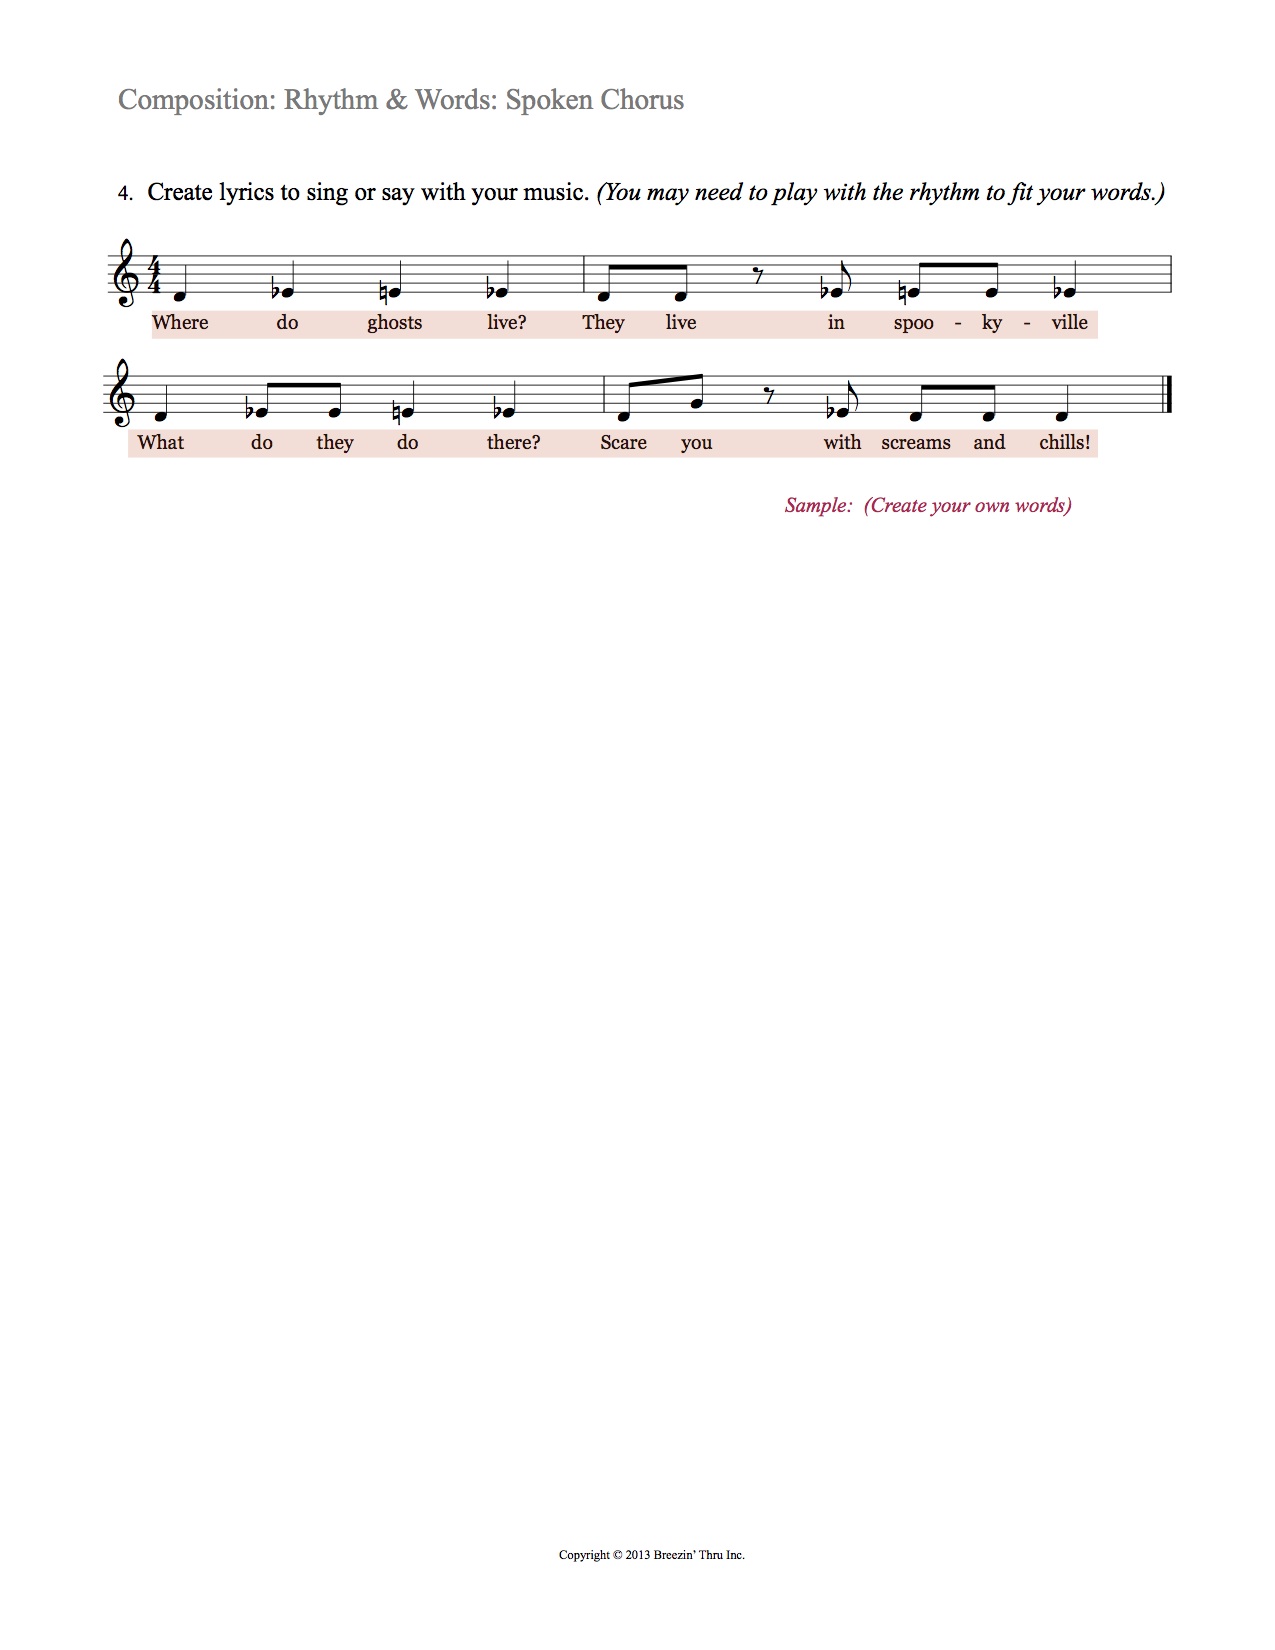 Composition: Rhythm & Words: Spoken Chorus
4. Create lyrics to sing or say with your music. (You may need to play with the rhythm to fit your words.)
4
4
Where do ghosts live? They live in spoo - ky - ville
What do they do there? Scare you with screams and chills!
Sample: (Create your own words)
Copyright © 2013 Breezin’ Thru Inc.